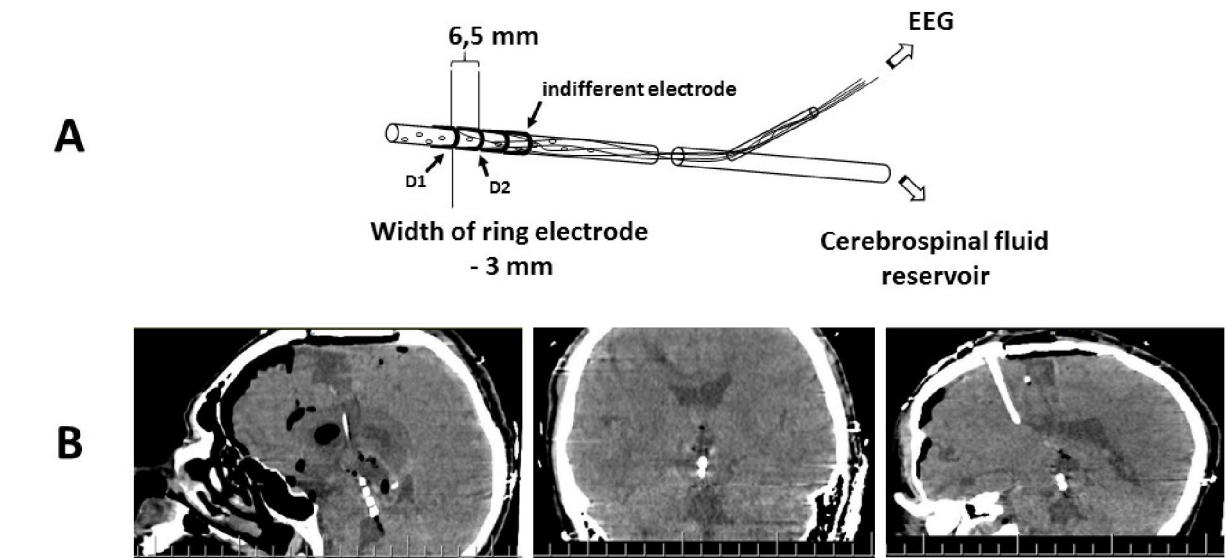 EEG
6,5 mm
indifferent electrode
A
D1
D2
Width of ring electrode
- 3 mm
Cerebrospinal fluid
reservoir
B